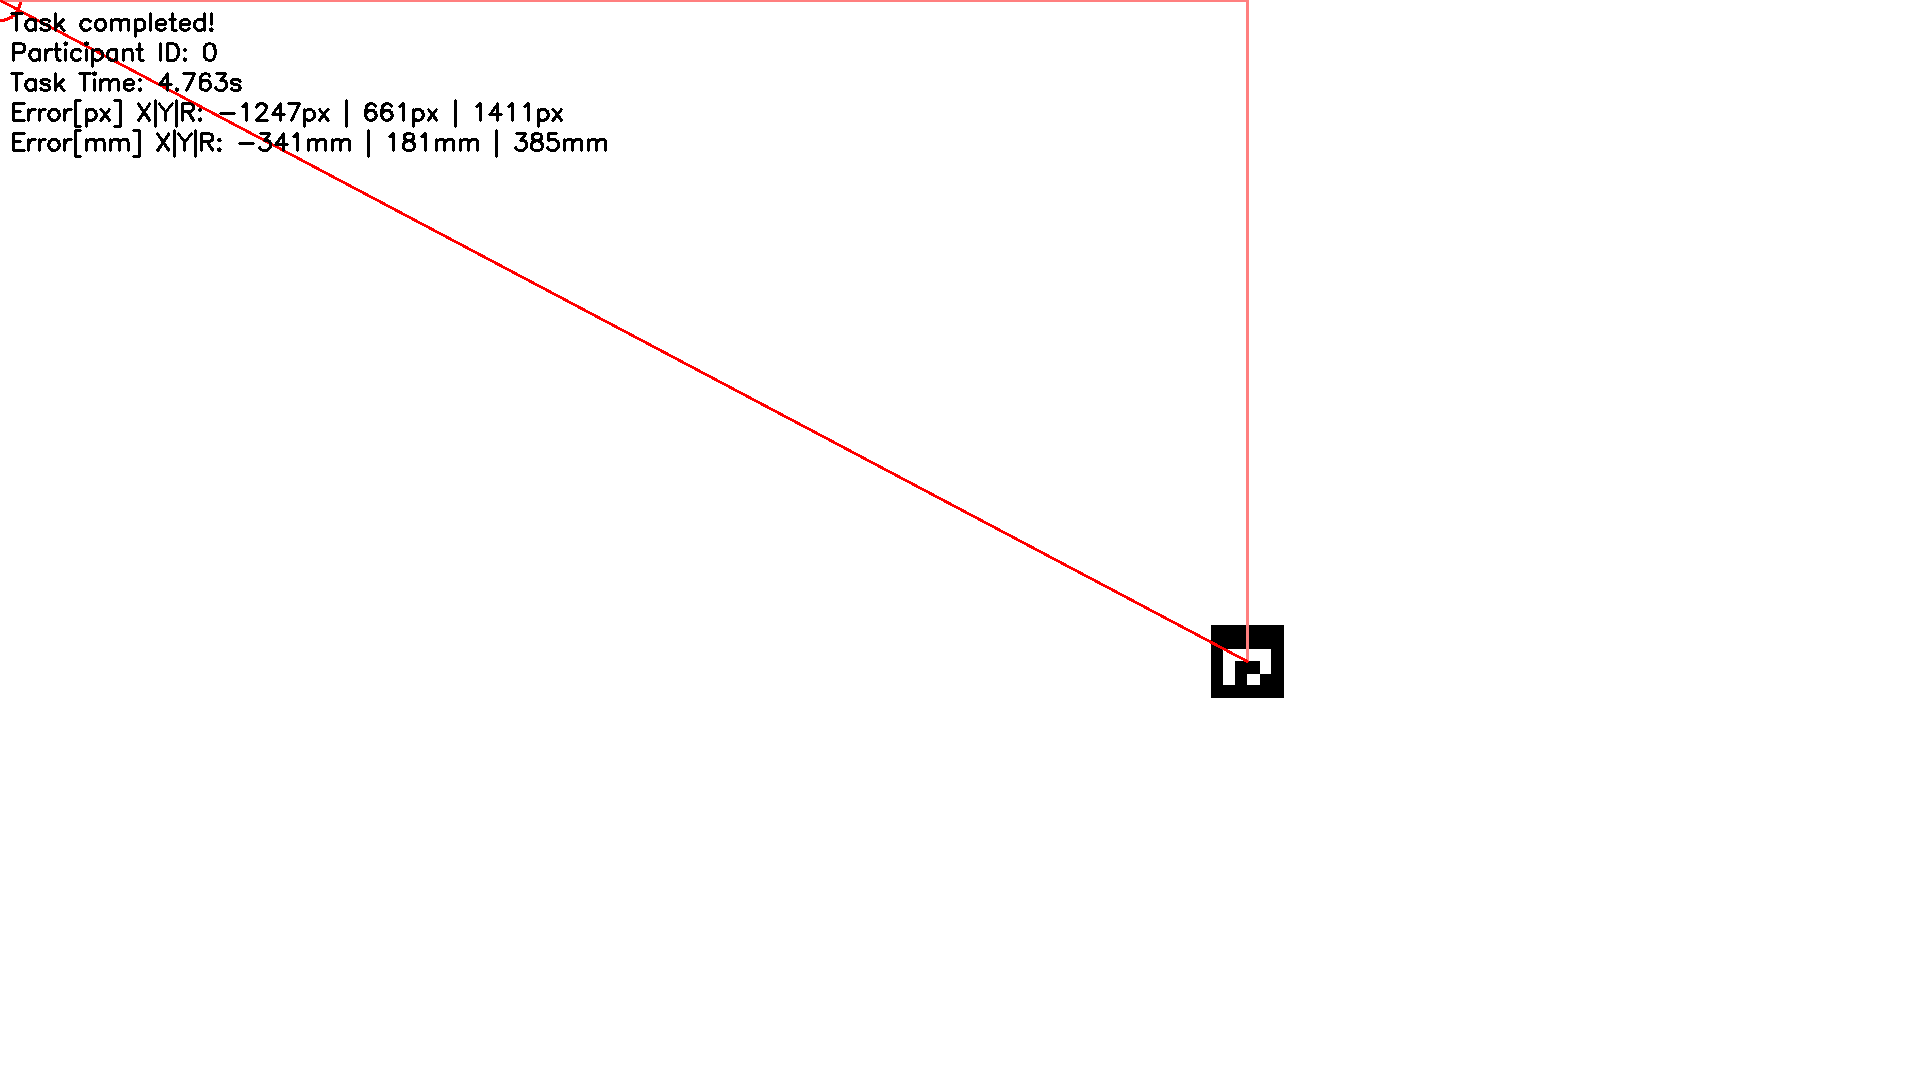 Task completed!
Participant ID: 0
Task Time: 4.763s
Error[px] X|Y|R: -1247px | 661px | 1411px
Error[mm] X|Y|R: -341mm | 181mm | 385mm